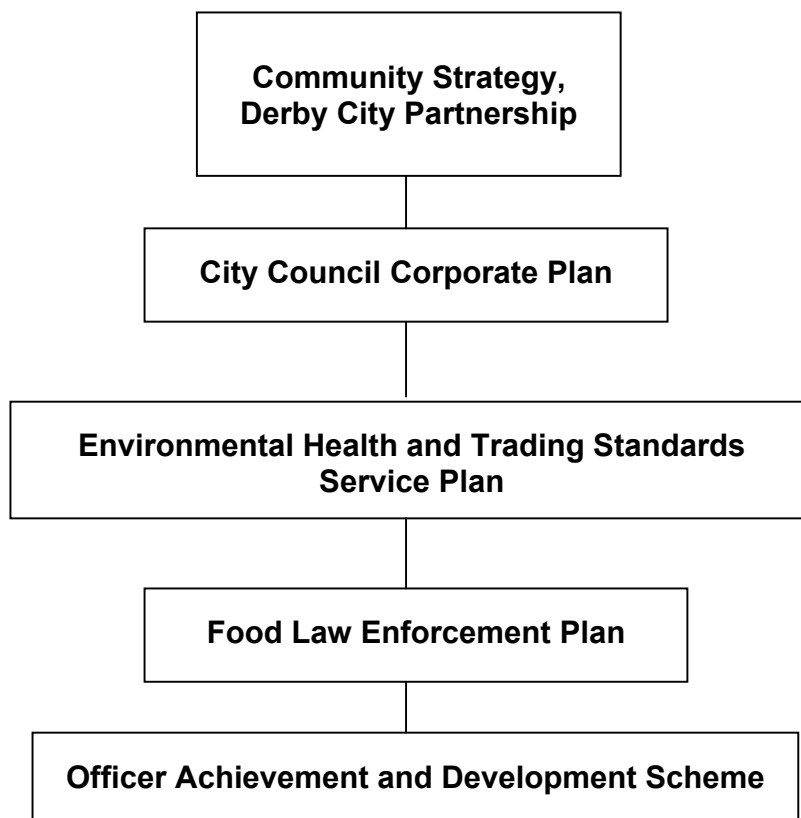 Community Strategy,
Derby City Partnership
City Council Corporate Plan
Environmental Health and Trading Standards
Service Plan
Food Law Enforcement Plan
Officer Achievement and Development Scheme